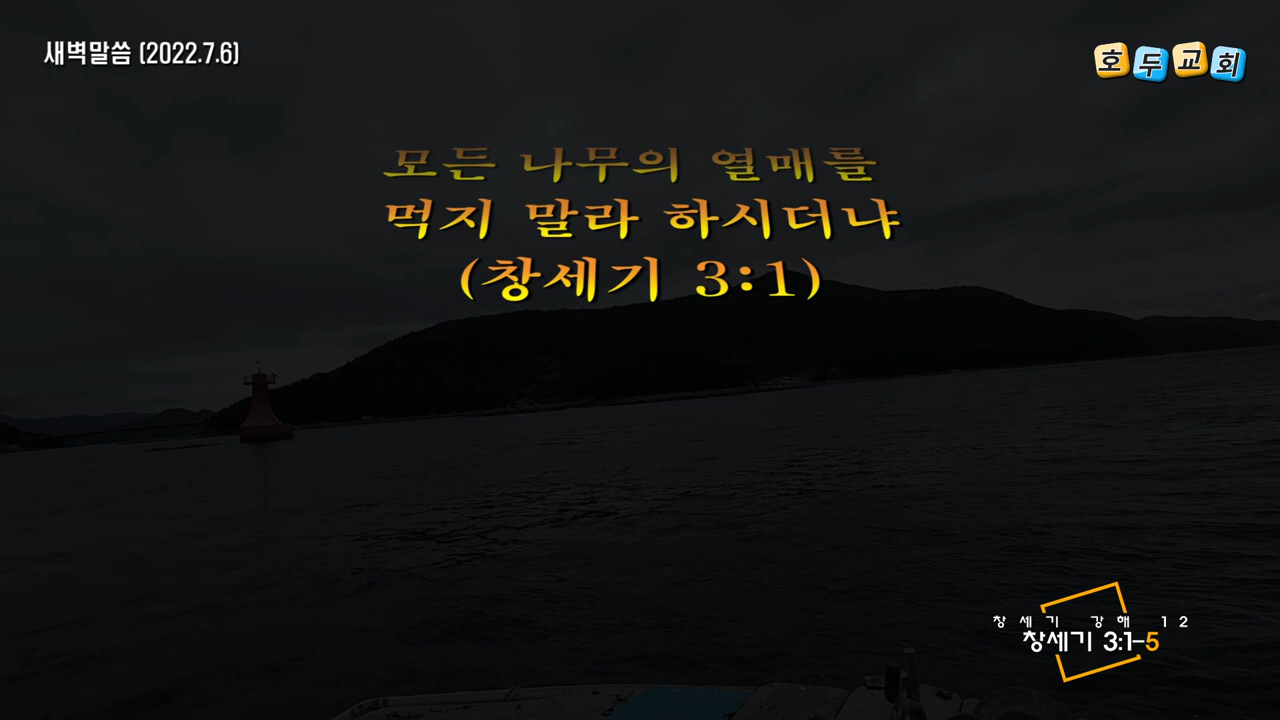 새벽말씀 (2022.7.6)
호두교회
모든 나무의 열매를
먹지 말라 하시더냐
(창세기 3:1)
창세기 강해 12
창세기 3:1-5